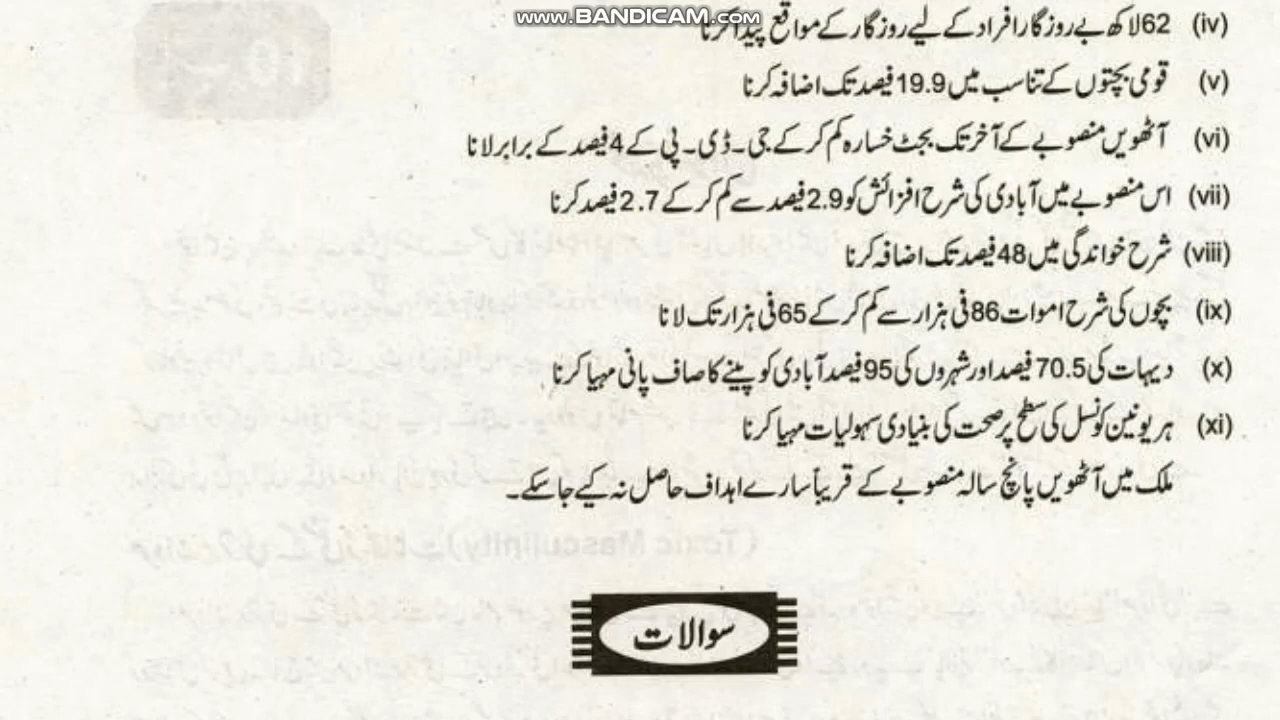 www.BANDICAM.com
(iv) 62 لاکھ بے روزگار افراد کے لیے روزگار کے مواقع پیدا کرنا
(v) قومی بچتوں کے تناسب میں 19.9 فیصد تک اضافہ کرنا
(vi) آٹھویں منصوبے کے آخر تک بجٹ خسارہ کم کر کے جی۔ڈی۔پی کے 4 فیصد کے برابر لانا
(vii) اس منصوبے میں آبادی کی شرح افزائش کو 2.9 فیصد سے کم کر کے 2.7 فیصد کرنا
(viii) شرح خواندگی میں 48 فیصد تک اضافہ کرنا
(ix) بچوں کی شرح اموات 86 فی ہزار سے کم کر کے 65 فی ہزار تک لانا
(x) دیہات کی 70.5 فیصد اور شہروں کی 95 فیصد آبادی کو پینے کا صاف پانی مہیا کرنا
(xi) ہر یونین کونسل کی سطح پر صحت کی بنیادی سہولیات مہیا کرنا
ملک میں آٹھویں پانچ سالہ منصوبے کے قریباً سارے اہداف حاصل نہ کیے جا سکے۔
سوالات